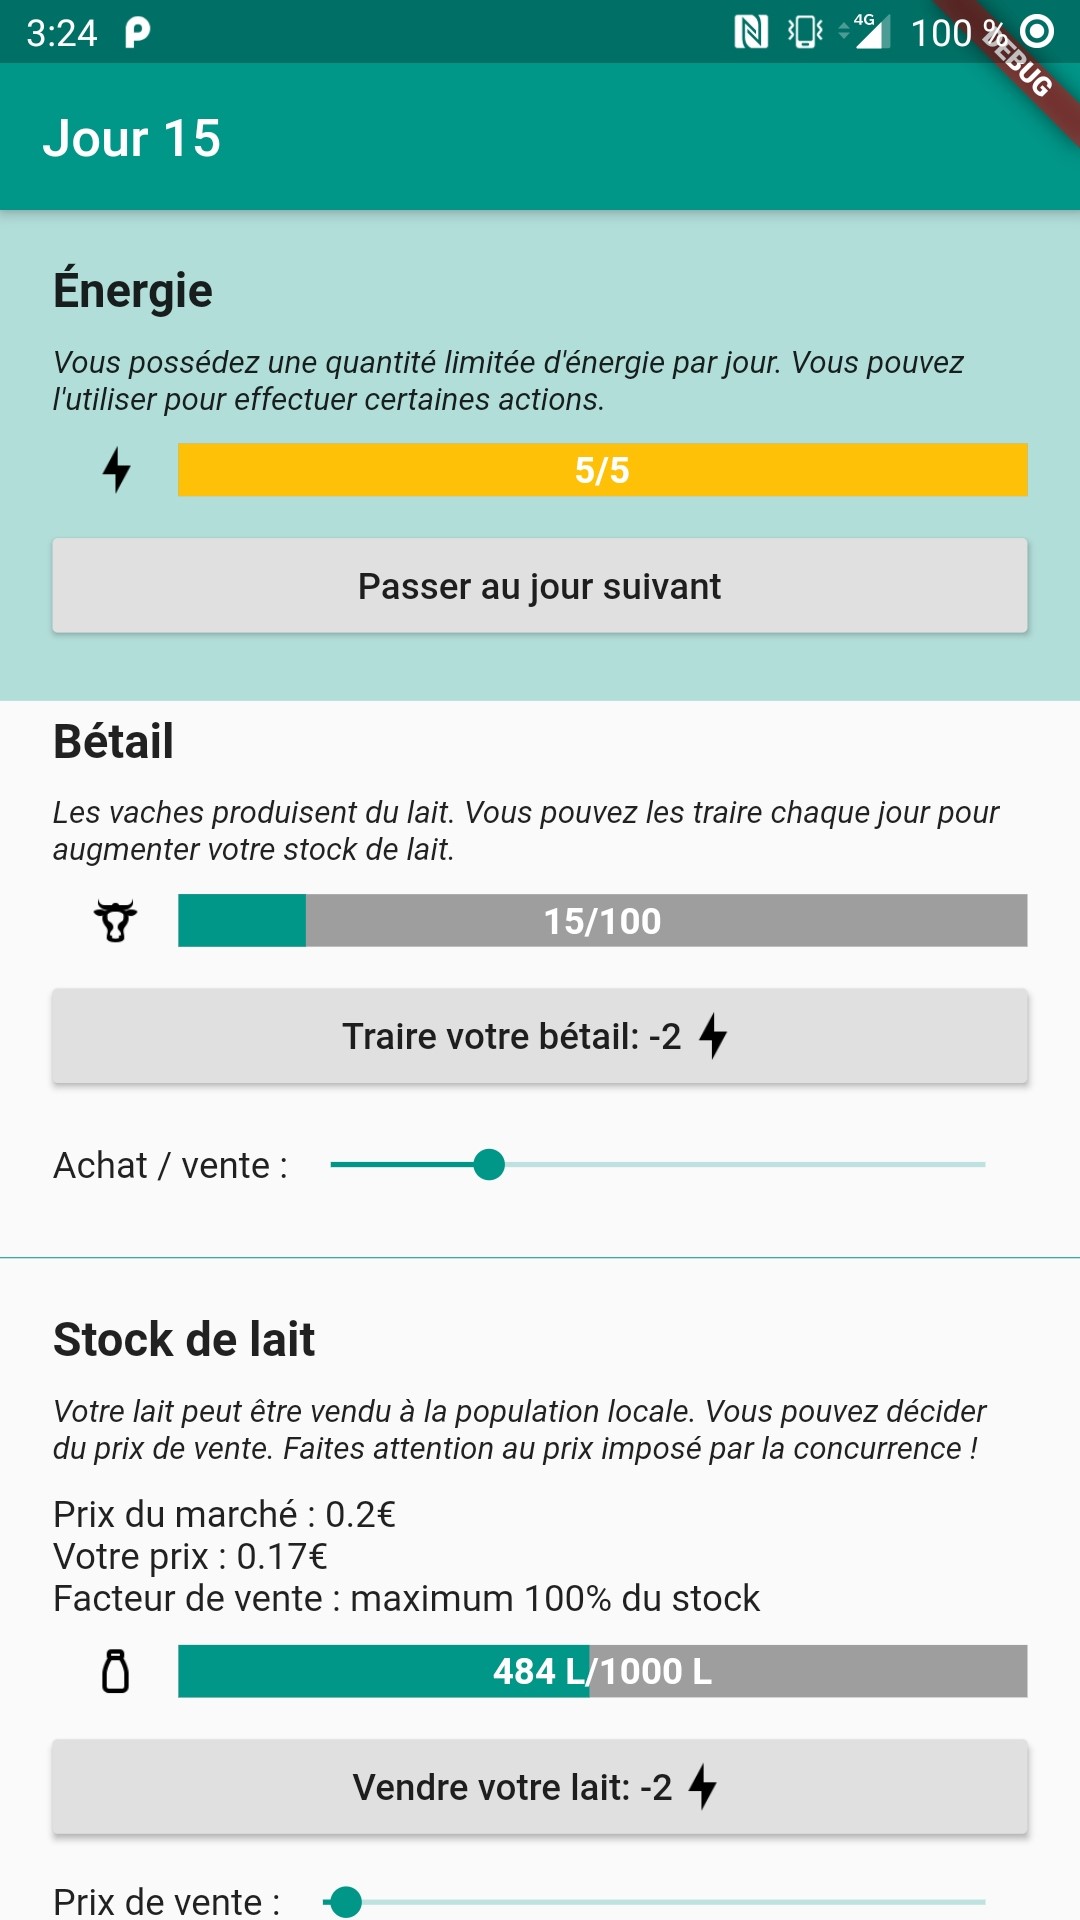 3:24
4G
100 %
DEBUG
Jour 15
Énergie
Vous possédez une quantité limitée d'énergie par jour. Vous pouvez
l'utiliser pour effectuer certaines actions.
5/5
Passer au jour suivant
Bétail
Les vaches produisent du lait. Vous pouvez les traire chaque jour pour
augmenter votre stock de lait.
15/100
Traire votre bétail: -2
Achat / vente :
Stock de lait
Votre lait peut être vendu à la population locale. Vous pouvez décider
du prix de vente. Faites attention au prix imposé par la concurrence !
Prix du marché : 0.2€
Votre prix : 0.17€
Facteur de vente : maximum 100% du stock
484 L/1000 L
Vendre votre lait: -2
Prix de vente :